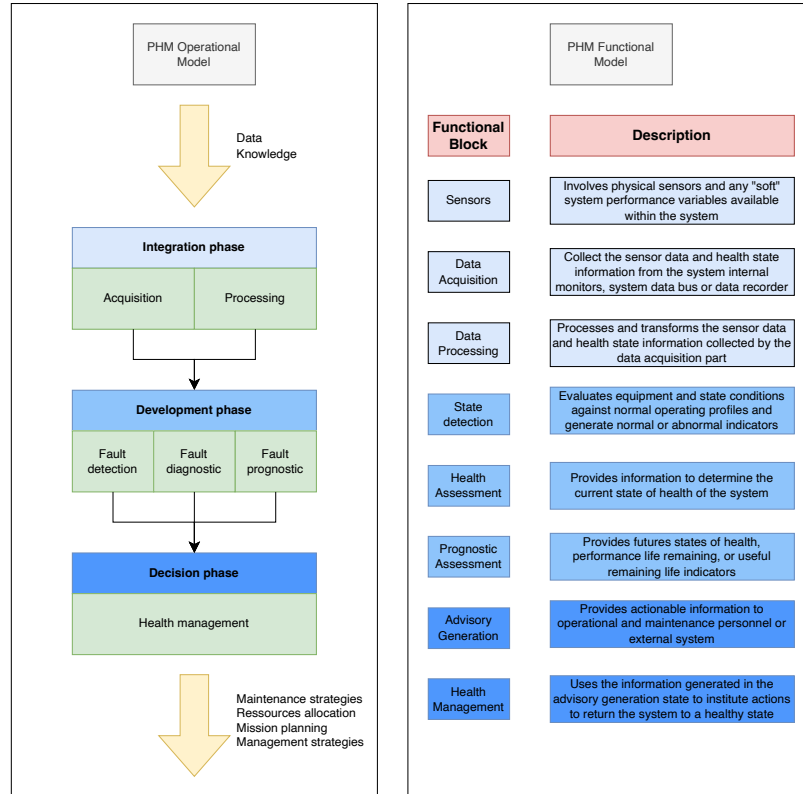 PHM Operational
Model
Data
Knowledge
Integration phase
Acquisition
Processing
Development phase
Fault
detection
Fault
diagnostic
Fault
prognostic
Decision phase
Health management
Maintenance strategies
Ressources allocation
Mission planning
Management strategies
PHM Functional
Model
Functional
Block
Description
Sensors
Involves physical sensors and any "soft"
system performance variables available
within the system
Data
Acquisition
Collect the sensor data and health state
information from the system internal
monitors, system data bus or data recorder
Data
Processing
Processes and transforms the sensor data
and health state information collected by the
data acquisition part
State
detection
Evaluates equipment and state conditions
against normal operating profiles and
generate normal or abnormal indicators
Health
Assessment
Provides information to determine the
current state of health of the system
Prognostic
Assessment
Provides futures states of health,
performance life remaining, or useful
remaining life indicators
Advisory
Generation
Provides actionable information to
operational and maintenance personnel or
external system
Health
Management
Uses the information generated in the
advisory generation state to institute actions
to return the system to a healthy state